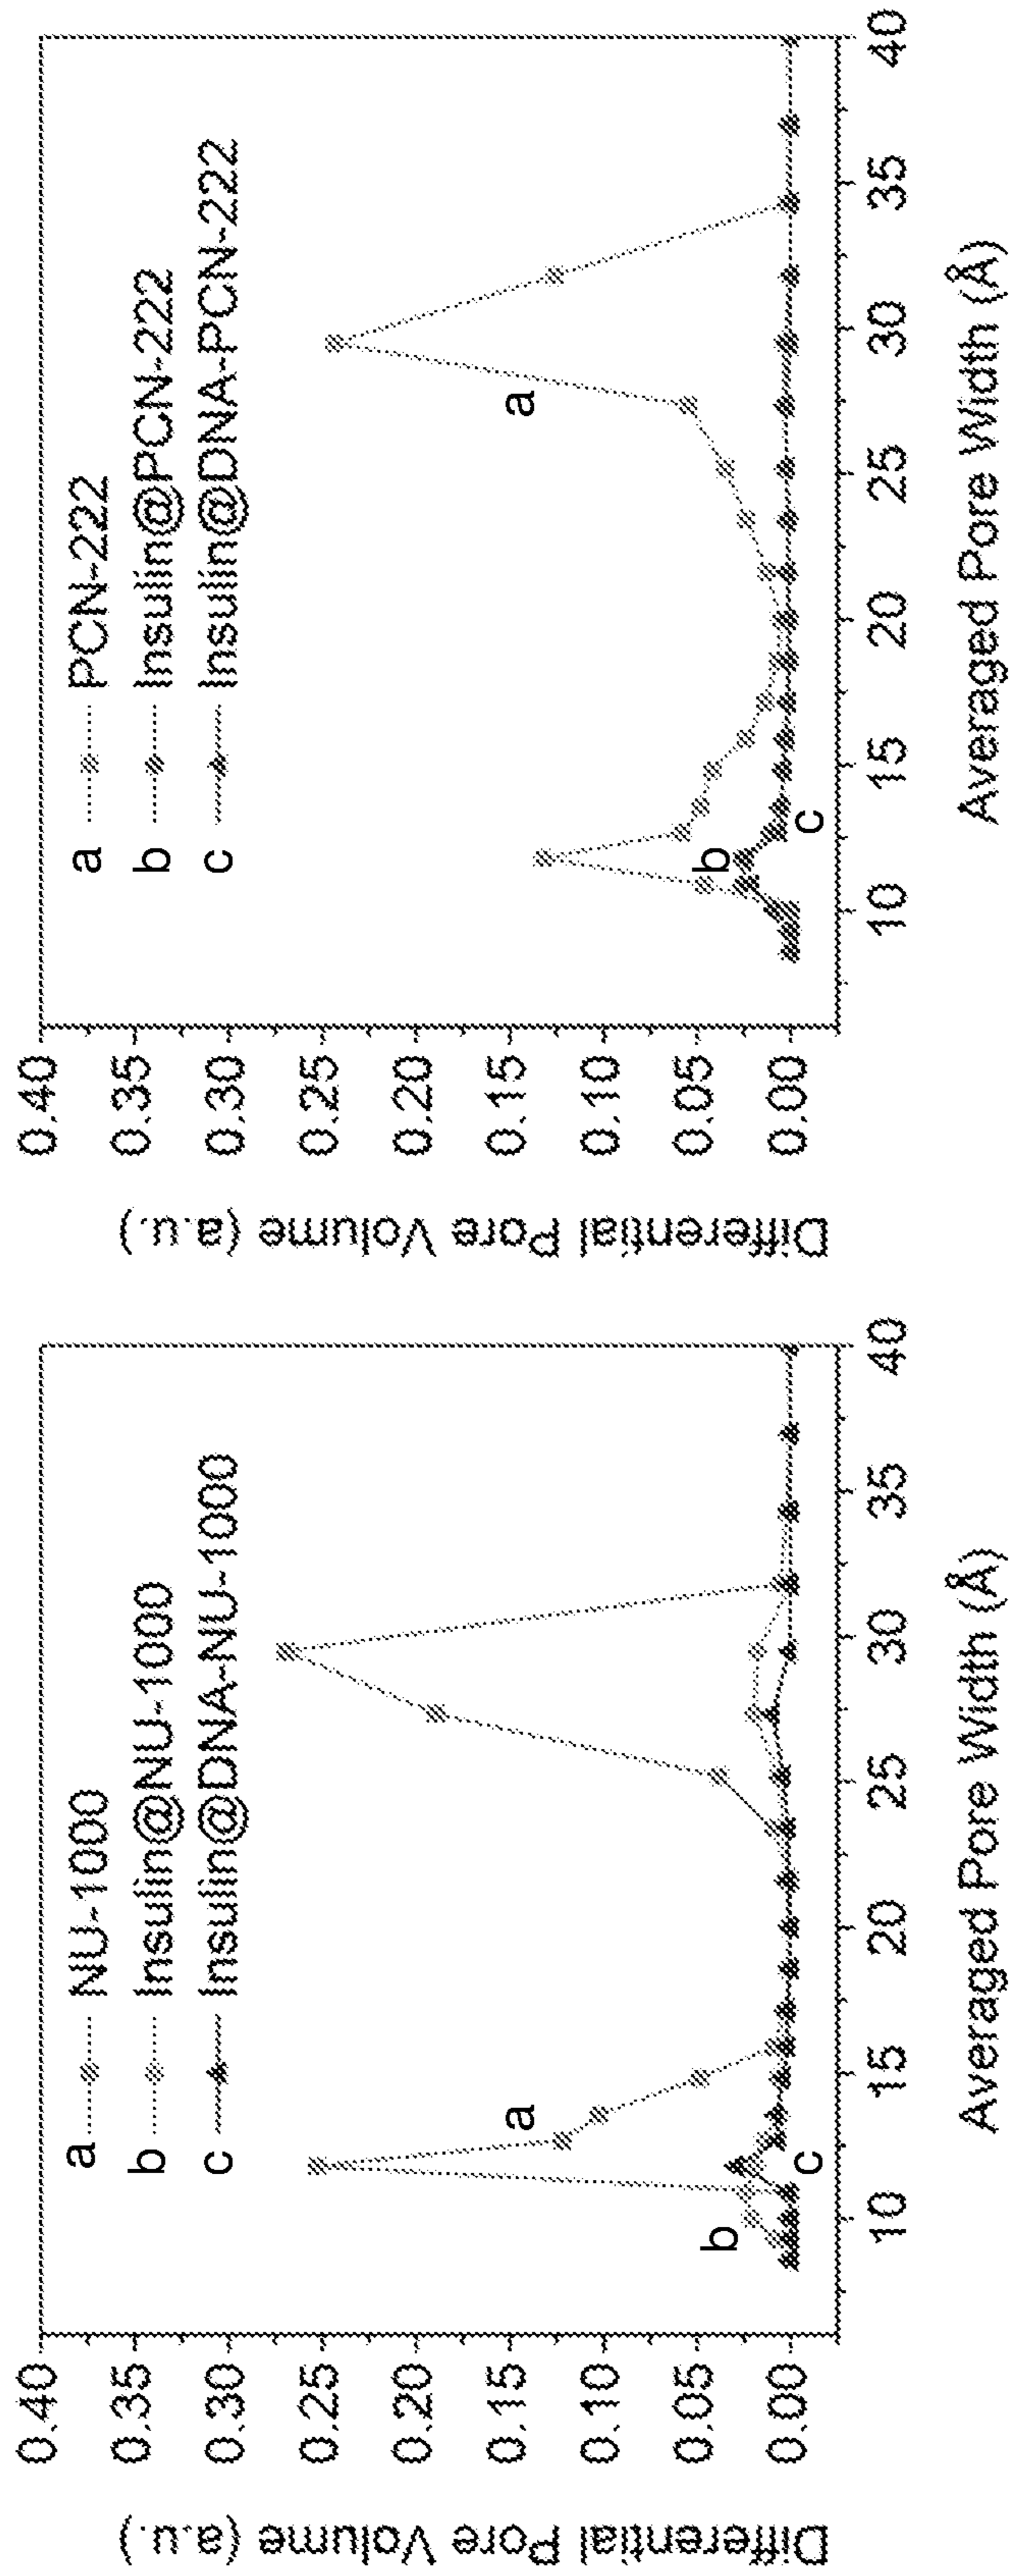 Differential Pore Volume (a.u.)
0.40
0.35
0.30
0.25
0.20
0.15
0.10
0.05
0.00
a NU-1000
b Insulin@NU-1000
c Insulin@DNA-NU-1000
a
b
c
10 15 20 25 30 35 40
Averaged Pore Width (Å)
Differential Pore Volume (a.u.)
0.40
0.35
0.30
0.25
0.20
0.15
0.10
0.05
0.00
a PCN-222
b Insulin@PCN-222
c Insulin@DNA-PCN-222
a
b
c
10 15 20 25 30 35 40
Averaged Pore Width (Å)